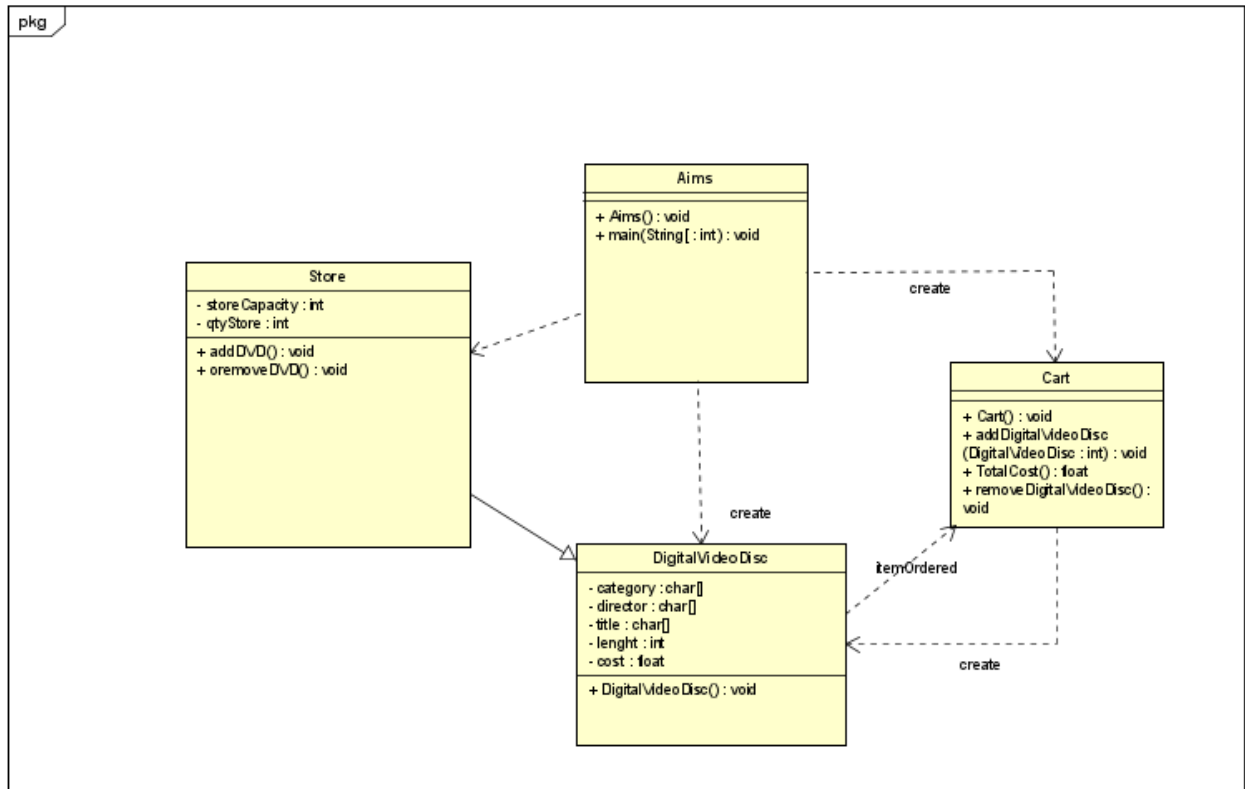 pkg
Aims
+ Aims() : void
+ main(String[ : int) : void
Store
- storeCapacity : int
- qtyStore : int
+ addDVD() : void
+ oremoveDVD() : void
create
Cart
+ Cart() : void
+ addDigitalVideoDisc
(DigitalVideoDisc : int) : void
+ TotalCost() : float
+ removeDigitalVideoDisc() :
void
create
DigitalVideoDisc
- category : char[]
- director : char[]
- title : char[]
- lenght : int
- cost : float
+ DigitalVideoDisc() : void
itemOrdered
create